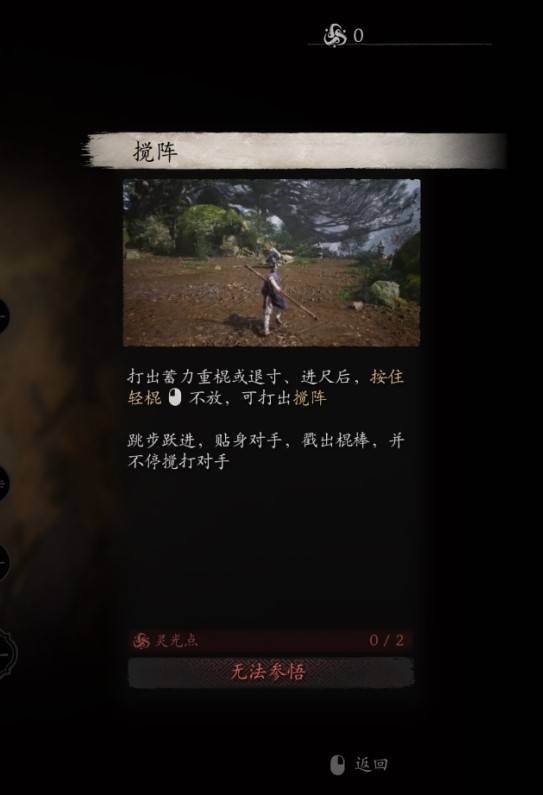 0
搅阵
打出蓄力重棍或退寸、进尺后，按住
轻棍 不放，可打出搅阵
跳步跃进，贴身对手，戳出棍棒，并
不停搅打对手
灵光点 0/2
无法参悟
返回